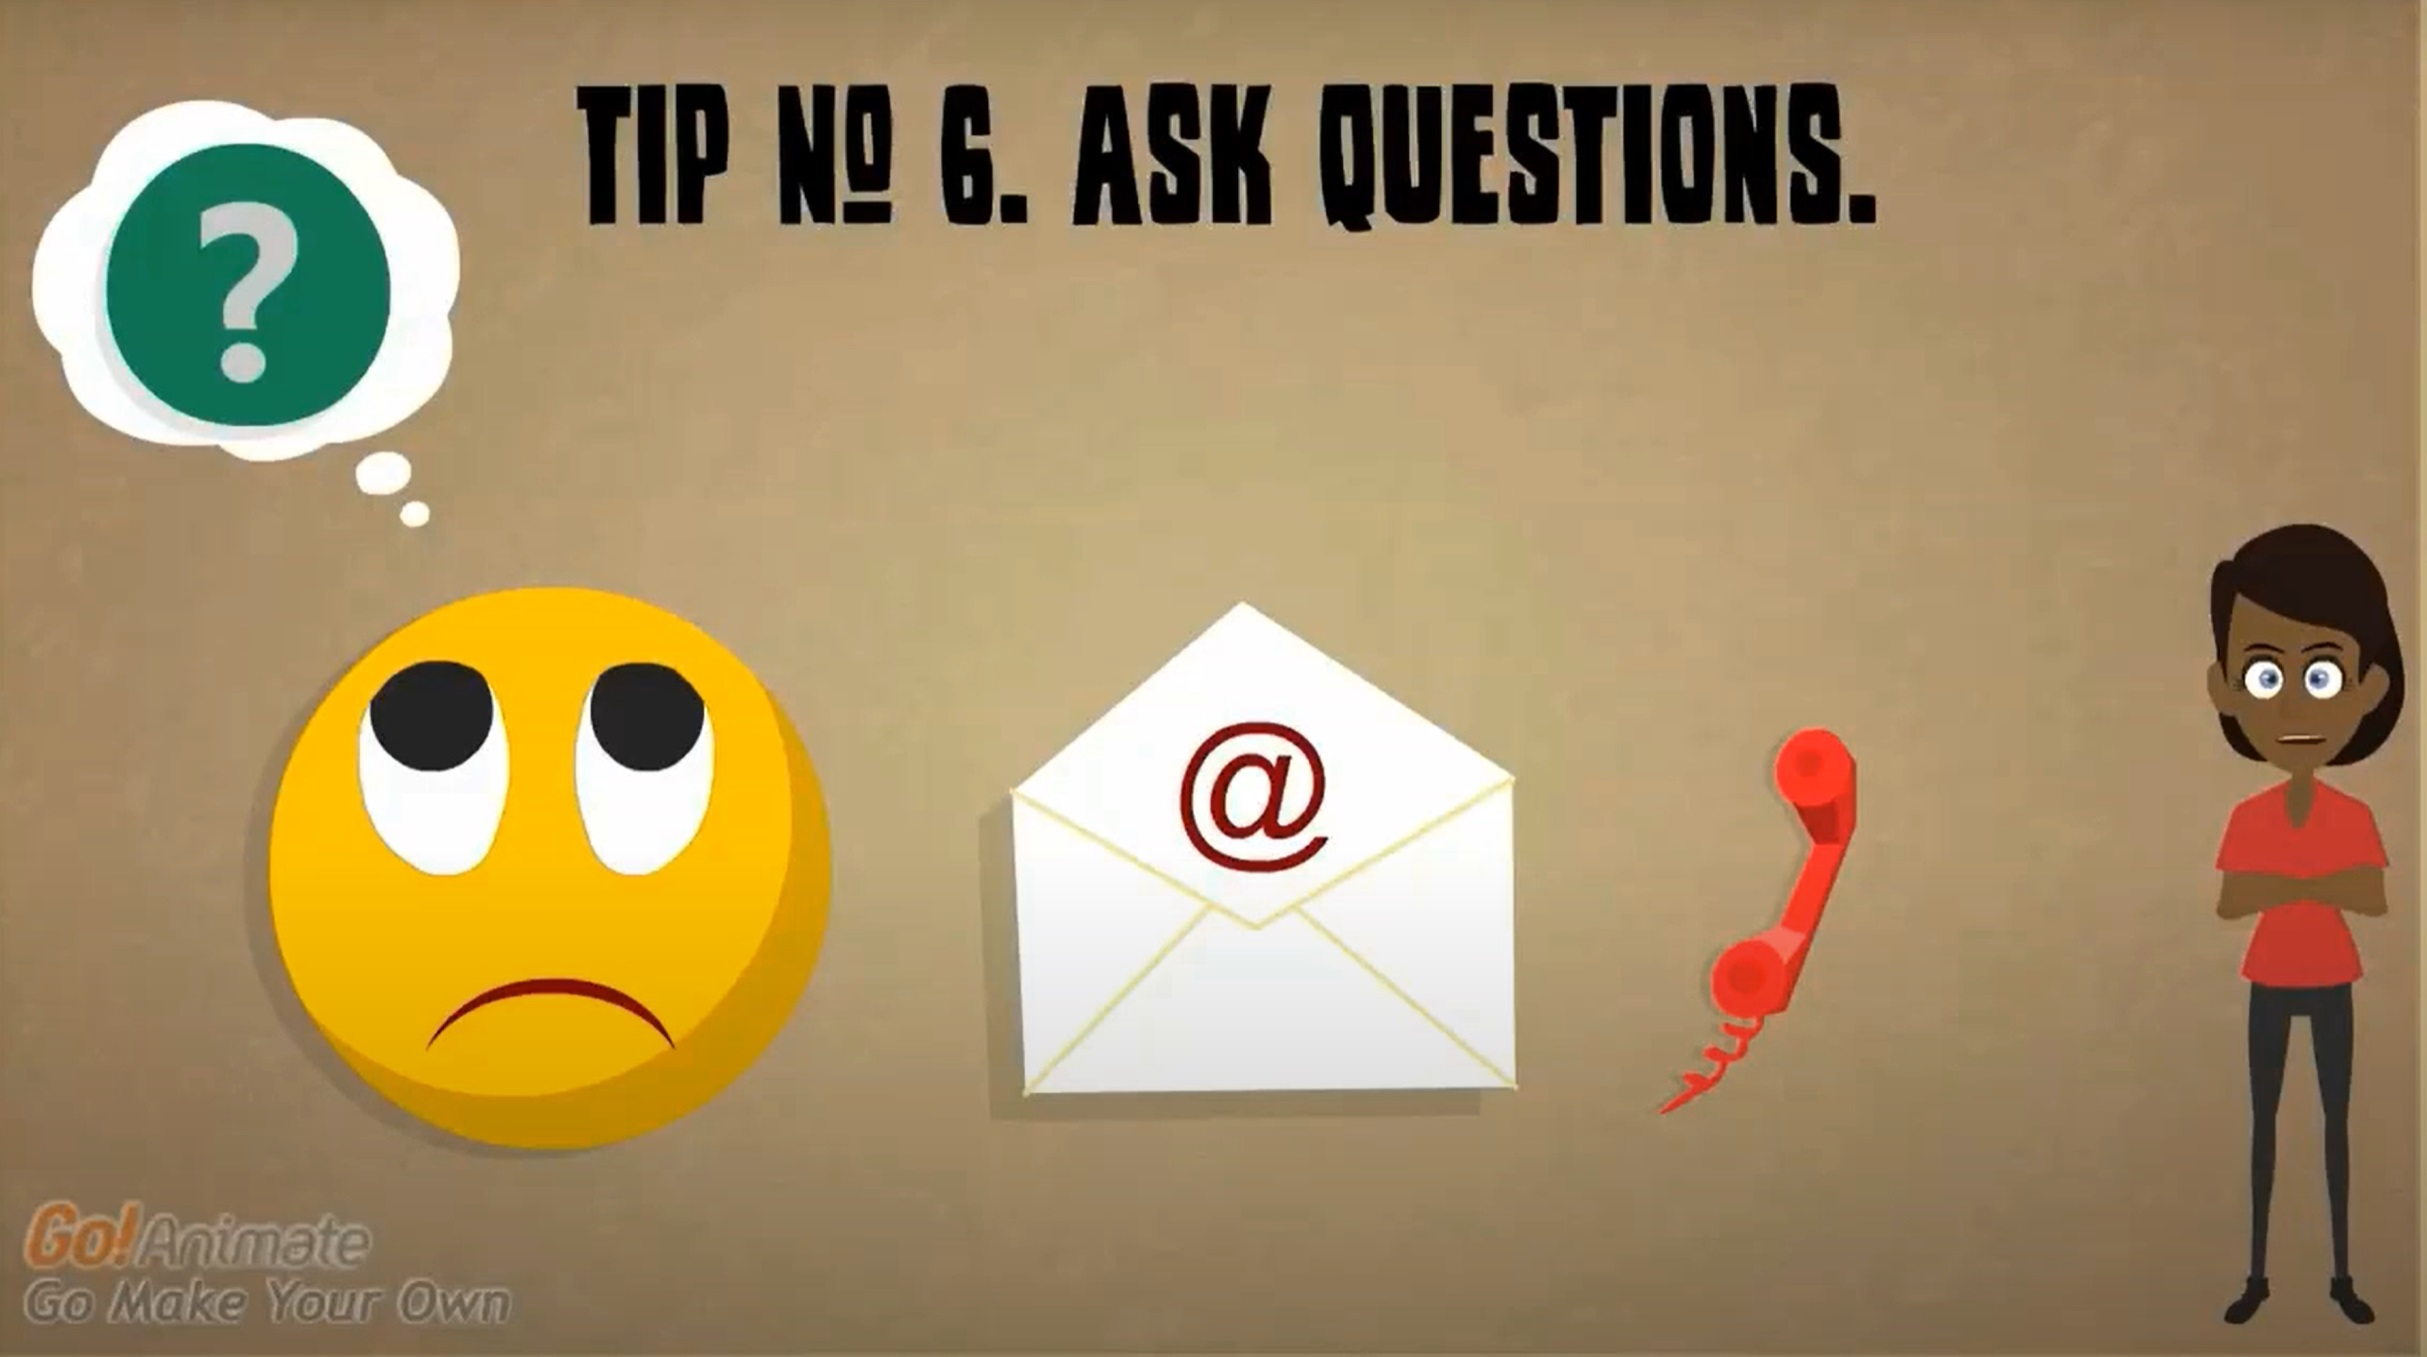 TIP Nº 6. ASK QUESTIONS.
?
@
Go!Animate
Go Make Your Own